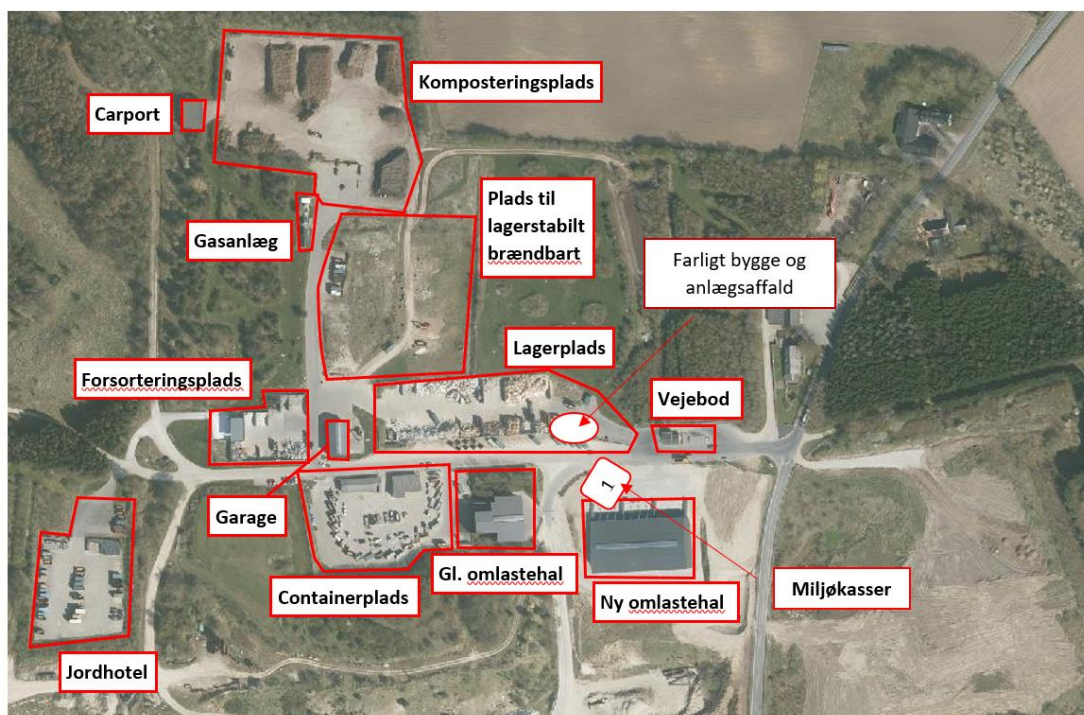 Komposteringsplads
Carport
Plads til
lagerstabilt
brændbart
Gasanlæg
Farligt bygge og
anlægsaffald
Lagerplads
Forsorteringsplads
Vejebod
1
Garage
Gl. omlastehal
Containerplads
Ny omlastehal
Miljøkasser
Jordhotel